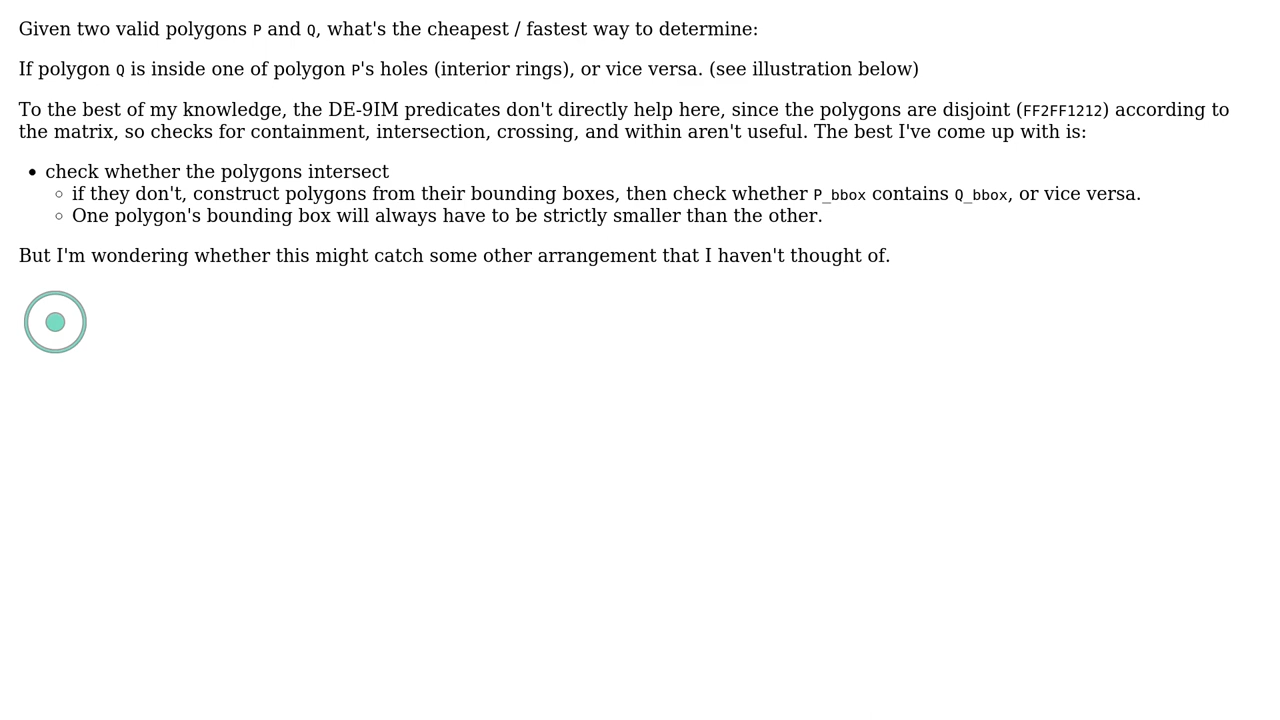 Given two valid polygons P and Q, what's the cheapest / fastest way to determine:
If polygon Q is inside one of polygon P's holes (interior rings), or vice versa. (see illustration below)
To the best of my knowledge, the DE-9IM predicates don't directly help here, since the polygons are disjoint (FF2FF1212) according to
the matrix, so checks for containment, intersection, crossing, and within aren't useful. The best I've come up with is:
• check whether the polygons intersect
◦ if they don't, construct polygons from their bounding boxes, then check whether P_bbox contains Q_bbox, or vice versa.
◦ One polygon's bounding box will always have to be strictly smaller than the other.
But I'm wondering whether this might catch some other arrangement that I haven't thought of.